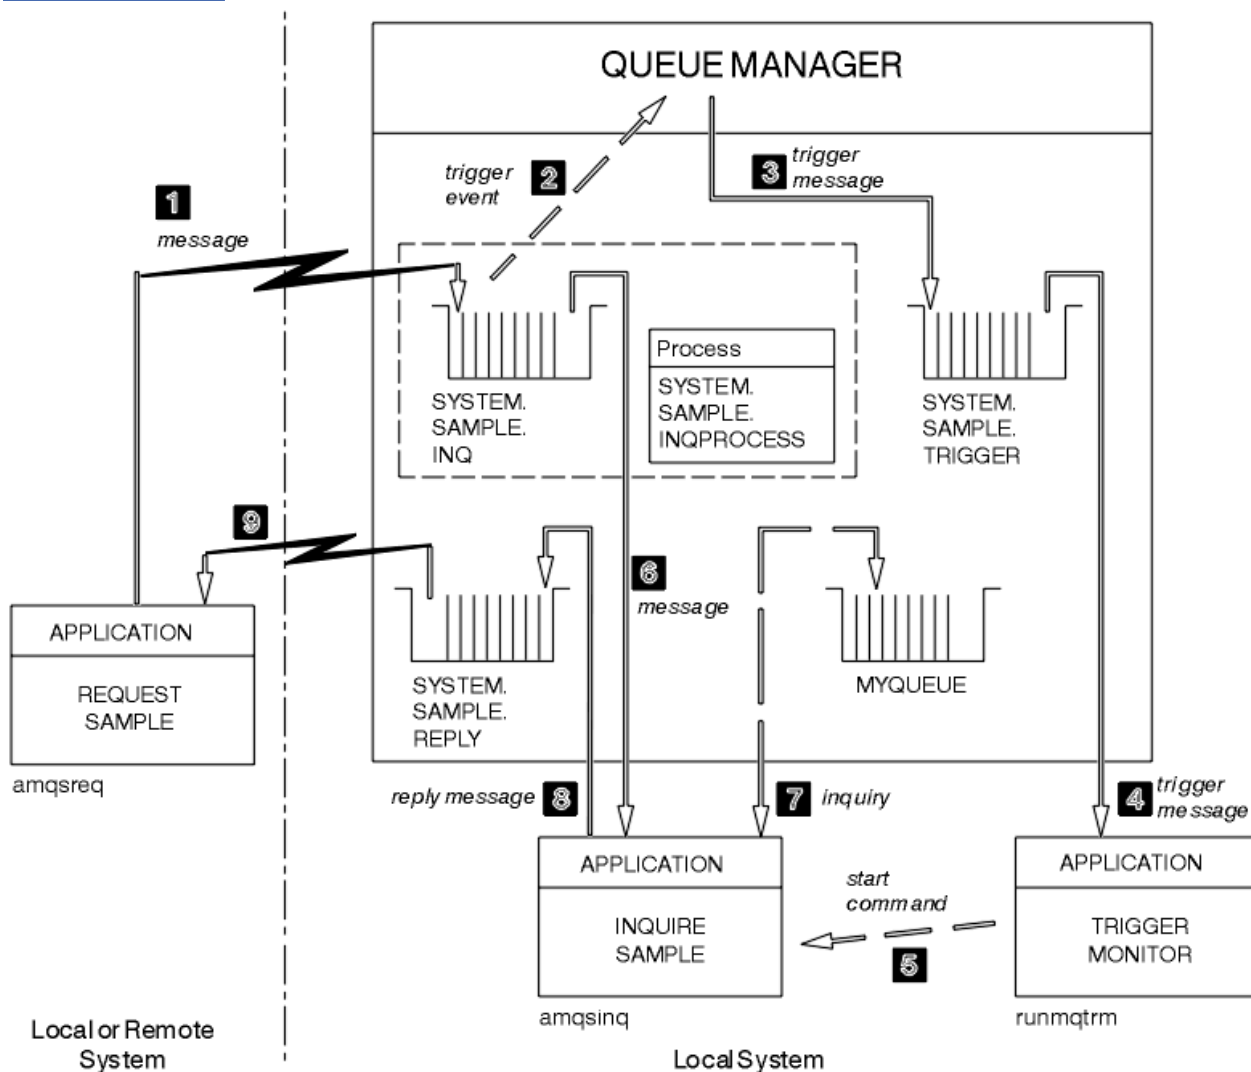 QUEUE MANAGER
trigger
event
2
3
trigger
message
1
message
Process
SYSTEM.
SAMPLE.
INQPROCESS
SYSTEM.
SAMPLE.
INQ
SYSTEM.
SAMPLE.
TRIGGER
9
6
message
APPLICATION
REQUEST
SAMPLE
amqsreq
SYSTEM.
SAMPLE.
REPLY
MYQUEUE
reply message
8
7
inquiry
4
trigger
message
APPLICATION
INQUIRE
SAMPLE
amqsinq
start
command
5
APPLICATION
TRIGGER
MONITOR
runmqtrm
Local or Remote
System
Local System